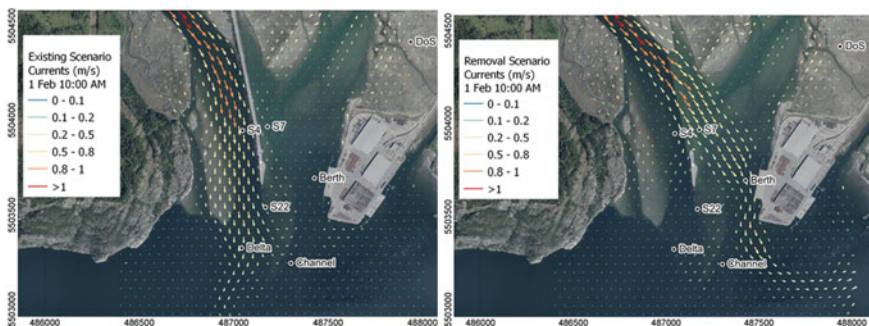 5504500
5504000
5503500
5503000
Existing Scenario
Currents (m/s)
1 Feb 10:00 AM
0 - 0.1
0.1 - 0.2
0.2 - 0.5
0.5 - 0.8
0.8 - 1
>1
DoS
S4
S7
Berth
S22
Delta
Channel
486000
486500
487000
487500
488000
5504500
5504000
5503500
5503000
Removal Scenario
Currents (m/s)
1 Feb 10:00 AM
0 - 0.1
0.1 - 0.2
0.2 - 0.5
0.5 - 0.8
0.8 - 1
>1
DoS
S4
S7
Berth
S22
Delta
Channel
486000
486500
487000
487500
488000